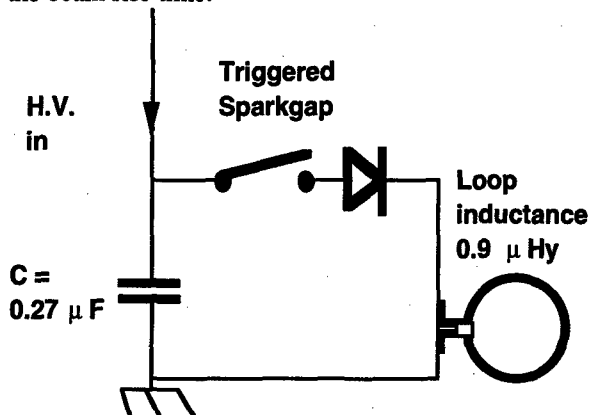 Triggered
Sparkgap
H.V.
in
Loop
inductance
0.9 μ Hy
C =
0.27 μ F